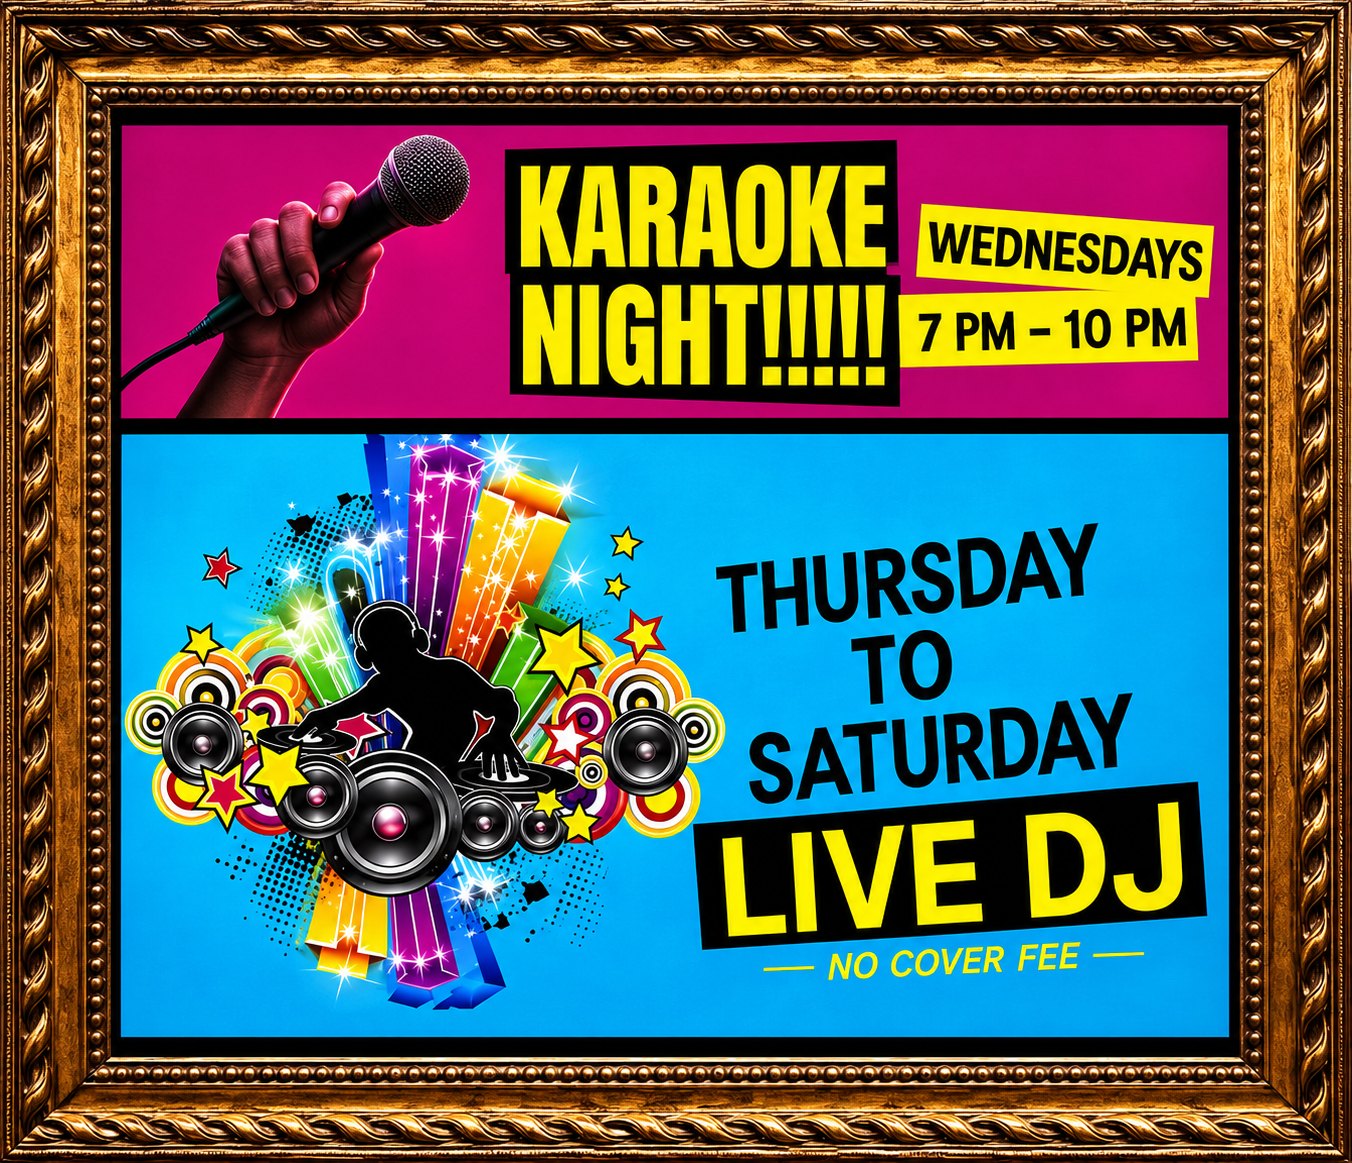 KARAOKE
NIGHT!!!!!
WEDNESDAYS
7 PM – 10 PM
THURSDAY
TO
SATURDAY
LIVE DJ
NO COVER FEE